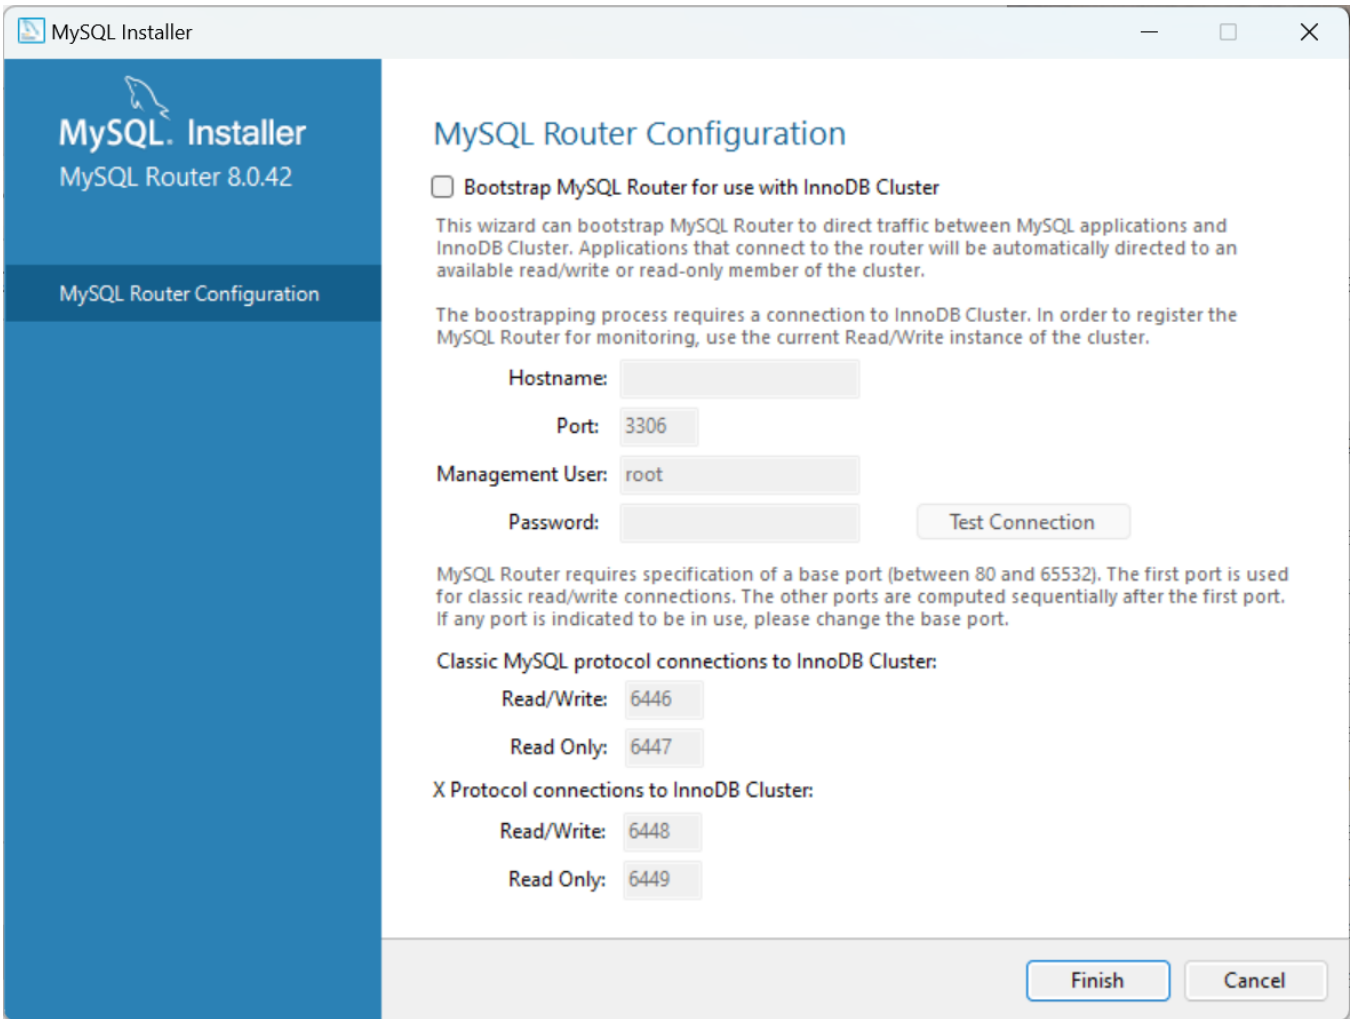 MySQL Installer
MySQL. Installer
MySQL Router 8.0.42
MySQL Router Configuration
MySQL Router Configuration
Bootstrap MySQL Router for use with InnoDB Cluster
This wizard can bootstrap MySQL Router to direct traffic between MySQL applications and
InnoDB Cluster. Applications that connect to the router will be automatically directed to an
available read/write or read-only member of the cluster.
The boostrapping process requires a connection to InnoDB Cluster. In order to register the
MySQL Router for monitoring, use the current Read/Write instance of the cluster.
Hostname:
Port: 3306
Management User: root
Password: Test Connection
MySQL Router requires specification of a base port (between 80 and 65532). The first port is used
for classic read/write connections. The other ports are computed sequentially after the first port.
If any port is indicated to be in use, please change the base port.
Classic MySQL protocol connections to InnoDB Cluster:
Read/Write: 6446
Read Only: 6447
X Protocol connections to InnoDB Cluster:
Read/Write: 6448
Read Only: 6449
Finish Cancel